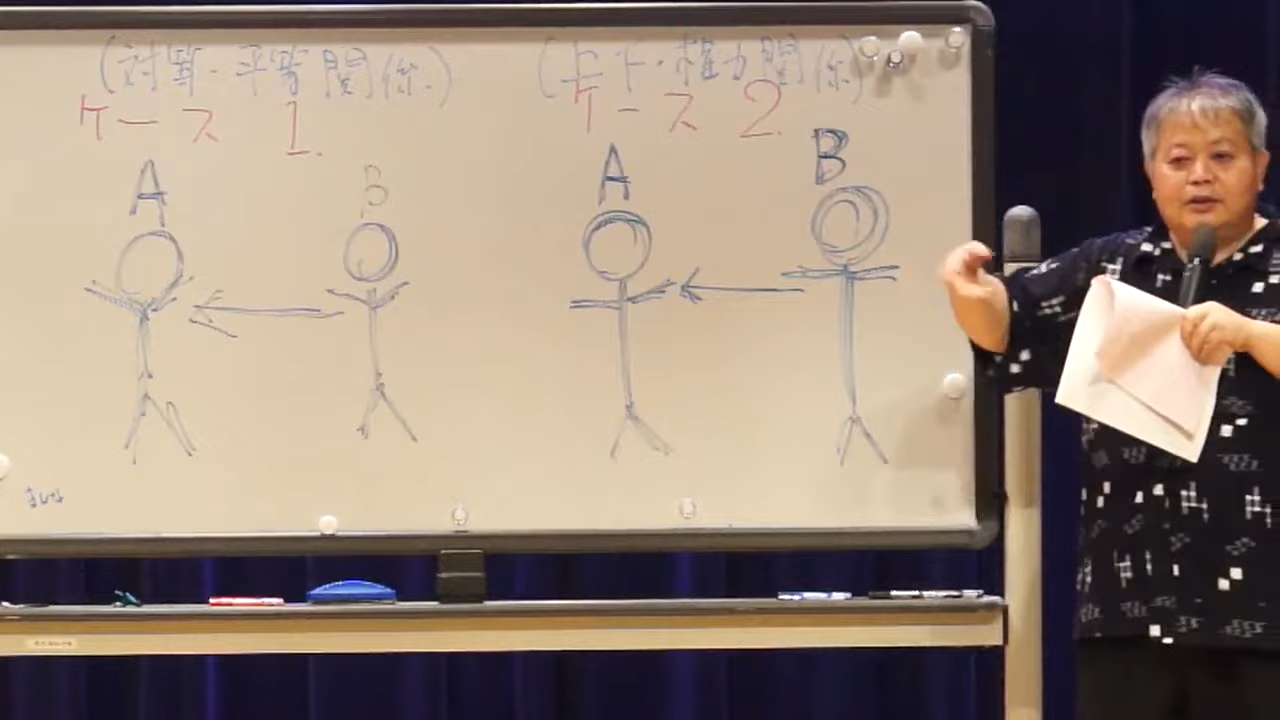 (対等・平等関係)
ケース 1.
A
B
(上下・権力関係)
ケース 2.
A
B